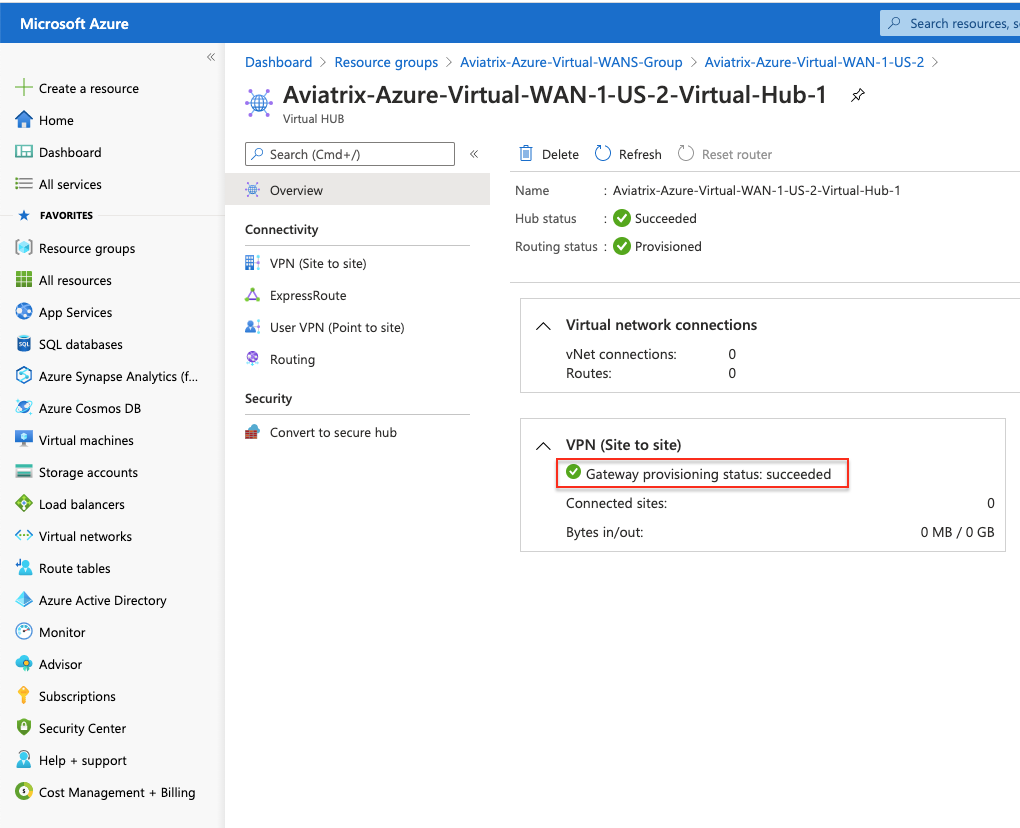 Microsoft Azure
Search resources, s
«
Create a resource
Home
Dashboard
All services
FAVORITES
Resource groups
All resources
App Services
SQL databases
Azure Synapse Analytics (f...
Azure Cosmos DB
Virtual machines
Storage accounts
Load balancers
Virtual networks
Route tables
Azure Active Directory
Monitor
Advisor
Subscriptions
Security Center
Help + support
Cost Management + Billing
Dashboard > Resource groups > Aviatrix-Azure-Virtual-WANS-Group > Aviatrix-Azure-Virtual-WAN-1-US-2 >
Aviatrix-Azure-Virtual-WAN-1-US-2-Virtual-Hub-1
Virtual HUB
Search (Cmd+/)
«
Overview
Connectivity
VPN (Site to site)
ExpressRoute
User VPN (Point to site)
Routing
Security
Convert to secure hub
Delete Refresh Reset router
Name : Aviatrix-Azure-Virtual-WAN-1-US-2-Virtual-Hub-1
Hub status : Succeeded
Routing status : Provisioned
Virtual network connections
vNet connections: 0
Routes: 0
VPN (Site to site)
Gateway provisioning status: succeeded
Connected sites: 0
Bytes in/out: 0 MB / 0 GB